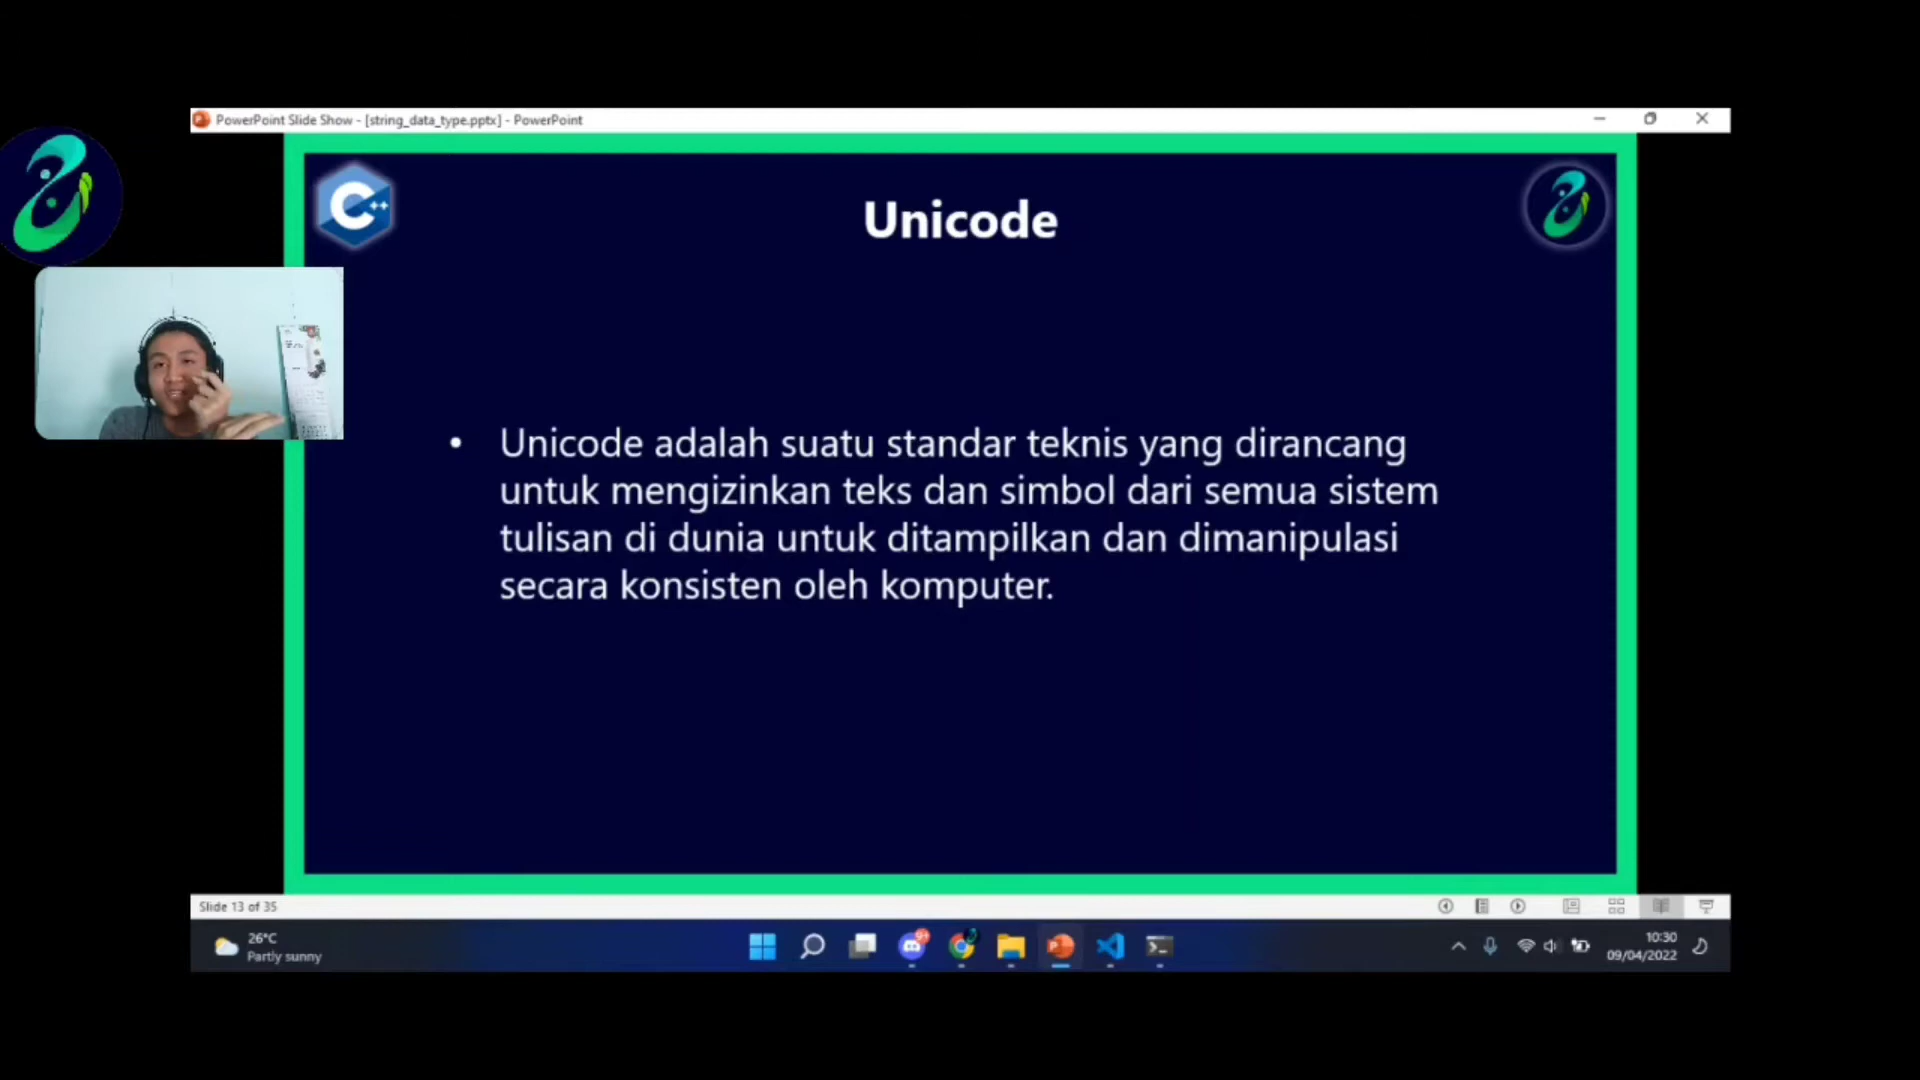 PowerPoint Slide Show - [string_data_type.pptx] - PowerPoint
C++
Unicode
• Unicode adalah suatu standar teknis yang dirancang
untuk mengizinkan teks dan simbol dari semua sistem
tulisan di dunia untuk ditampilkan dan dimanipulasi
secara konsisten oleh komputer.
Slide 13 of 35
26°C
Partly sunny
9+
10:30
09/04/2022